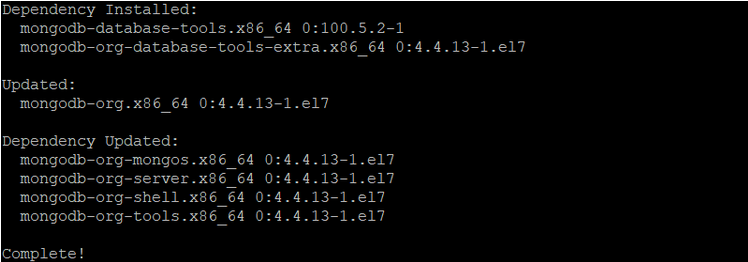 Dependency Installed:
mongodb-database-tools.x86_64 0:100.5.2-1
mongodb-org-database-tools-extra.x86_64 0:4.4.13-1.el7
Updated:
mongodb-org.x86_64 0:4.4.13-1.el7
Dependency Updated:
mongodb-org-mongos.x86_64 0:4.4.13-1.el7
mongodb-org-server.x86_64 0:4.4.13-1.el7
mongodb-org-shell.x86_64 0:4.4.13-1.el7
mongodb-org-tools.x86_64 0:4.4.13-1.el7
Complete!